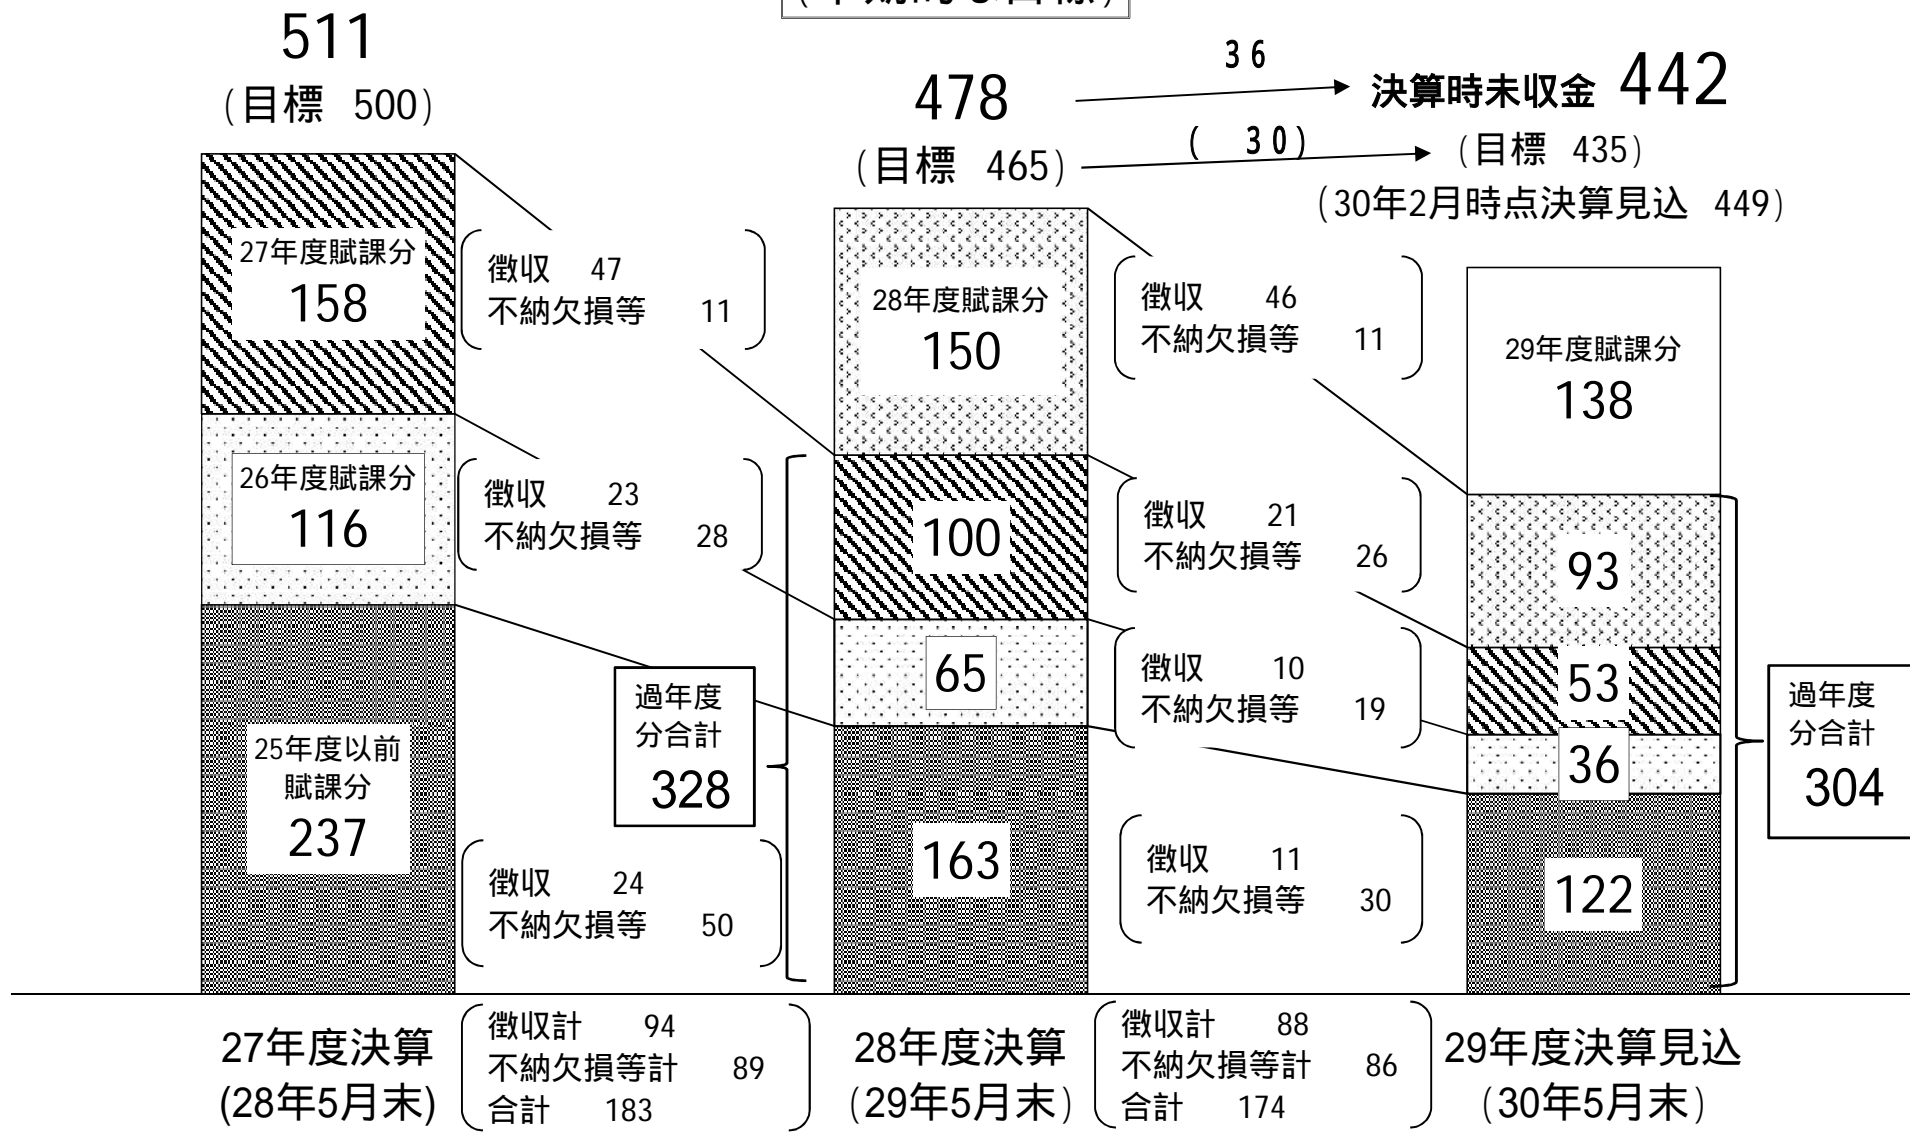 511
(目標 500)
478
(目標 465)
36
( 30)
決算時未収金 442
(目標 435)
(30年2月時点決算見込 449)
27年度賦課分
158
26年度賦課分
116
25年度以前
賦課分
237
徴収 47
不納欠損等 11
徴収 23
不納欠損等 28
過年度
分合計
328
徴収 24
不納欠損等 50
28年度賦課分
150
100
65
163
徴収 46
不納欠損等 11
徴収 21
不納欠損等 26
徴収 10
不納欠損等 19
徴収 11
不納欠損等 30
29年度賦課分
138
93
53
36
122
過年度
分合計
304
27年度決算
(28年5月末)
徴収計 94
不納欠損等計 89
合計 183
28年度決算
(29年5月末)
徴収計 88
不納欠損等計 86
合計 174
29年度決算見込
(30年5月末)